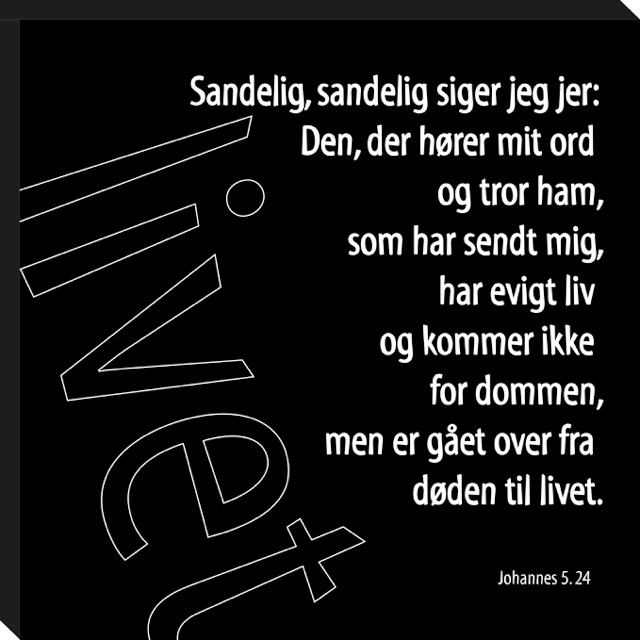 Sandelig, sandelig siger jeg jer:
Den, der hører mit ord
og tror ham,
som har sendt mig,
har evigt liv
og kommer ikke
for dommen,
men er gået over fra
døden til livet.
Johannes 5. 24
livet